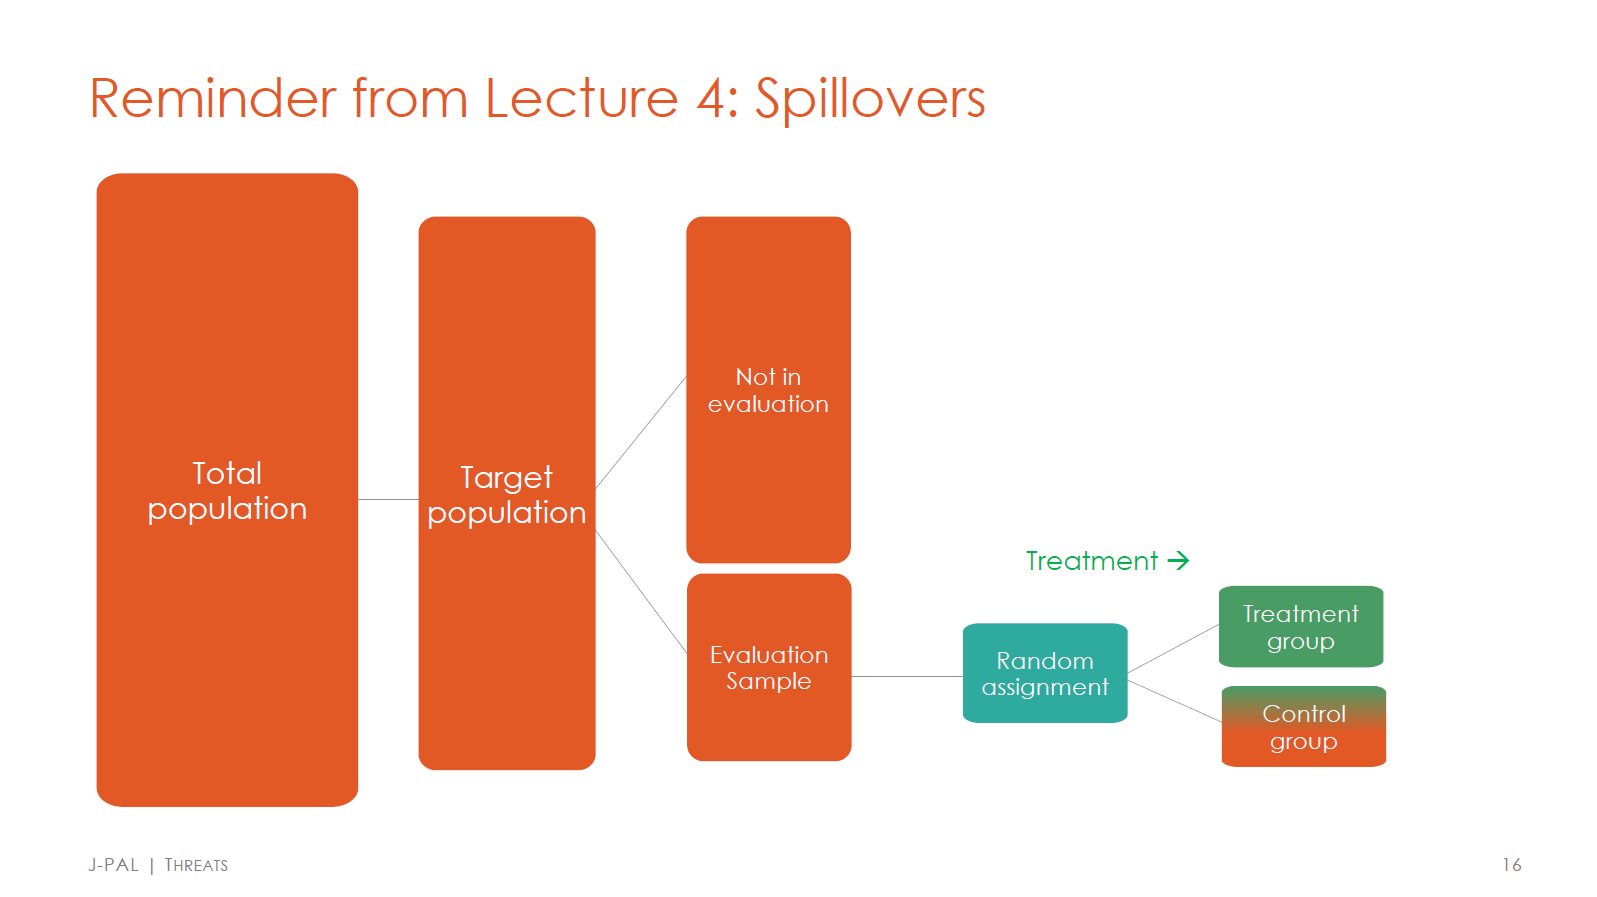 Reminder from Lecture 4: Spillovers
Total
population
Target
population
Not in
evaluation
Evaluation
Sample
Random
assignment
Treatment →
Treatment
group
Control
group
J-PAL | THREATS
16